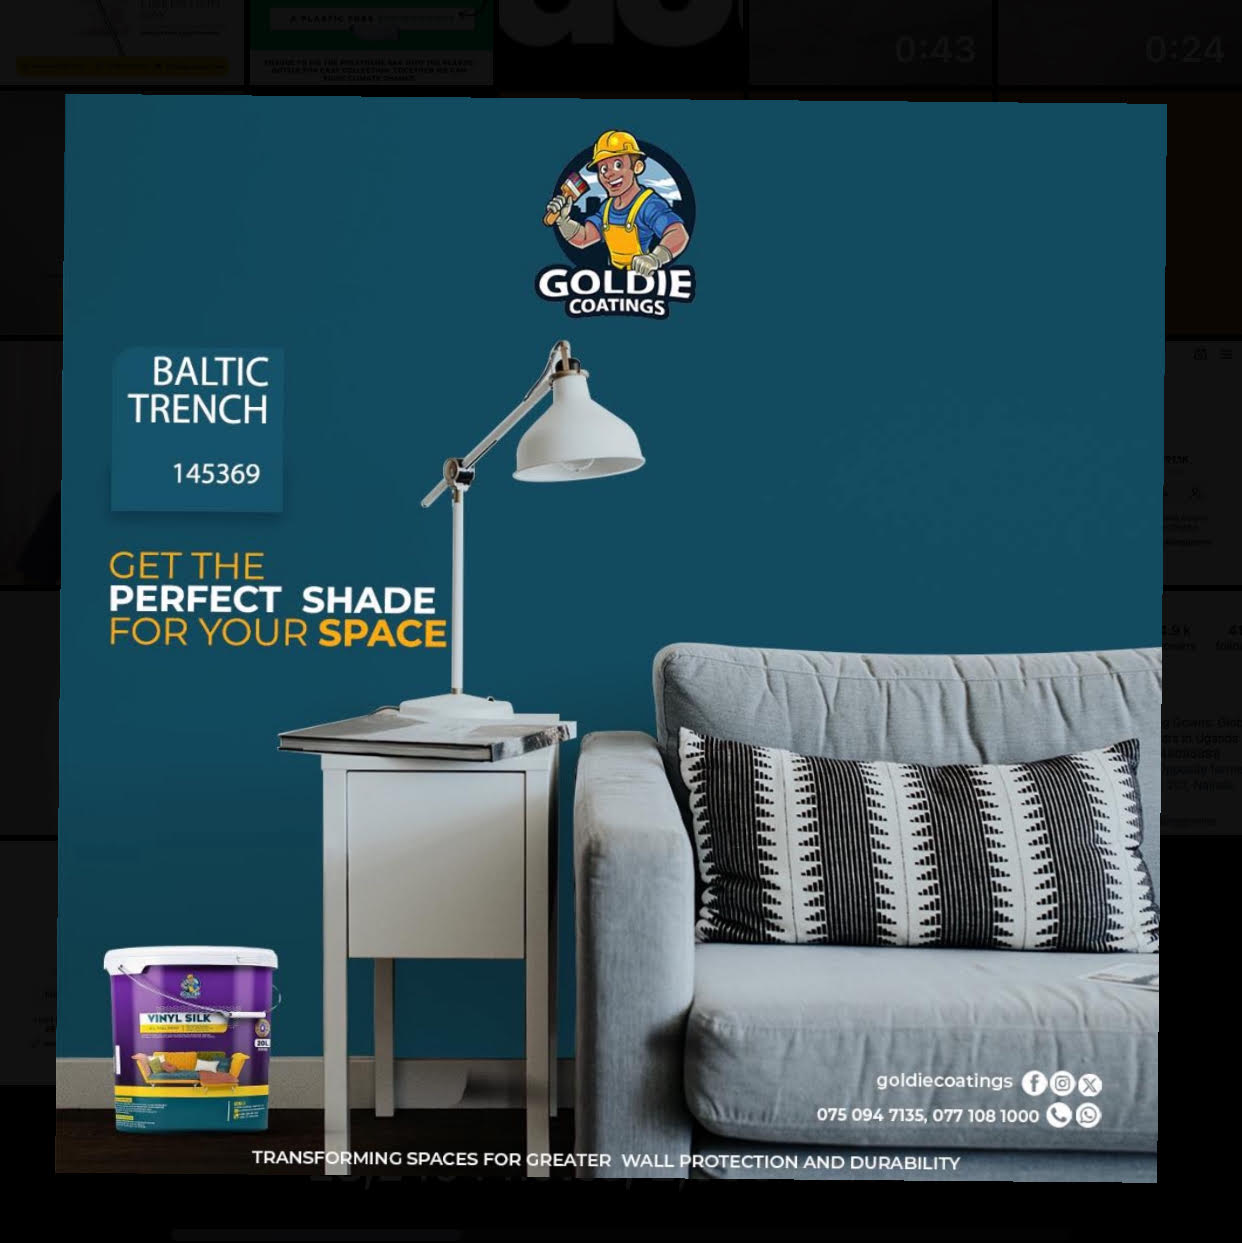 0:43
0:24
GOLDIE
COATINGS
BALTIC
TRENCH
145369
GET THE
PERFECT SHADE
FOR YOUR SPACE
VINYL SILK
20L
goldiecoatings
075 094 7135, 077 108 1000
TRANSFORMING SPACES FOR GREATER WALL PROTECTION AND DURABILITY